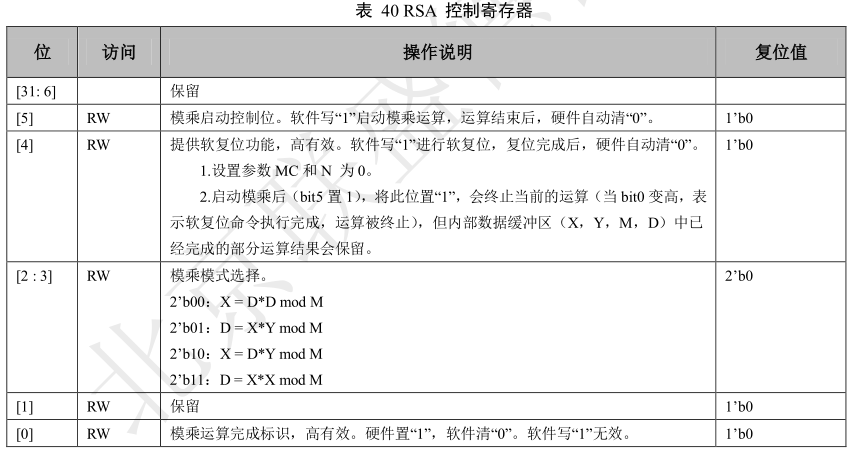 表 40 RSA 控制寄存器
位 访问 操作说明 复位值
[31: 6] 保留
[5] RW 模乘启动控制位。软件写“1”启动模乘运算，运算结束后，硬件自动清“0”。 1’b0
[4] RW 提供软复位功能，高有效。软件写“1”进行软复位，复位完成后，硬件自动清“0”。 1’b0
1.设置参数 MC 和 N 为 0。
2.启动模乘后（bit5 置 1），将此位置“1”，会终止当前的运算（当 bit0 变高，表
示软复位命令执行完成，运算被终止），但内部数据缓冲区（X，Y，M，D）中已
经完成的部分运算结果会保留。
[2 : 3] RW 模乘模式选择。 2’b0
2’b00：X = D*D mod M
2’b01：D = X*Y mod M
2’b10：X = D*Y mod M
2’b11：D = X*X mod M
[1] RW 保留 1’b0
[0] RW 模乘运算完成标识，高有效。硬件置“1”，软件清“0”。软件写“1”无效。 1’b0
北京联盛